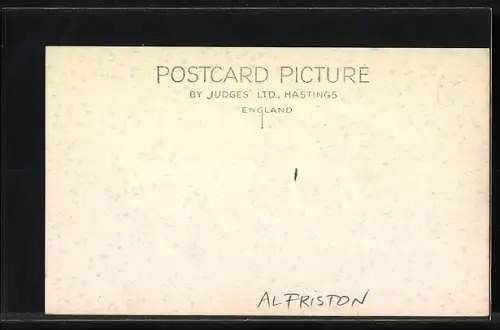 POSTCARD PICTURE
BY JUDGES' LTD., HASTINGS
ENGLAND
ALFRISTON